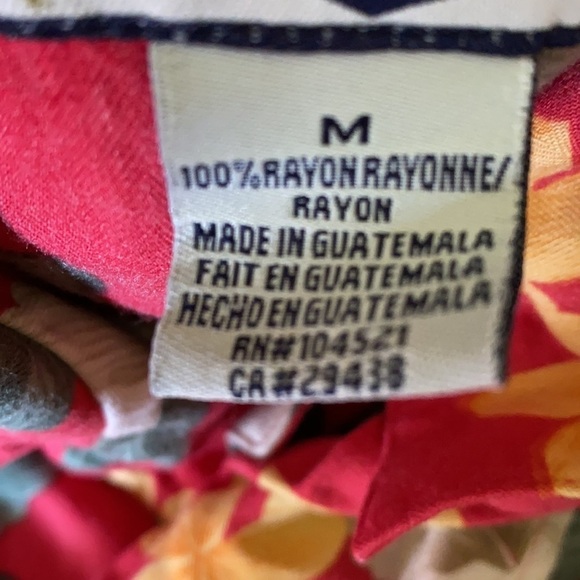 M
100%RAYON RAYONNE/
RAYON
MADE IN GUATEMALA
FAIT EN GUATEMALA
HECHO EN GUATEMALA
RN#104521
CA#29438